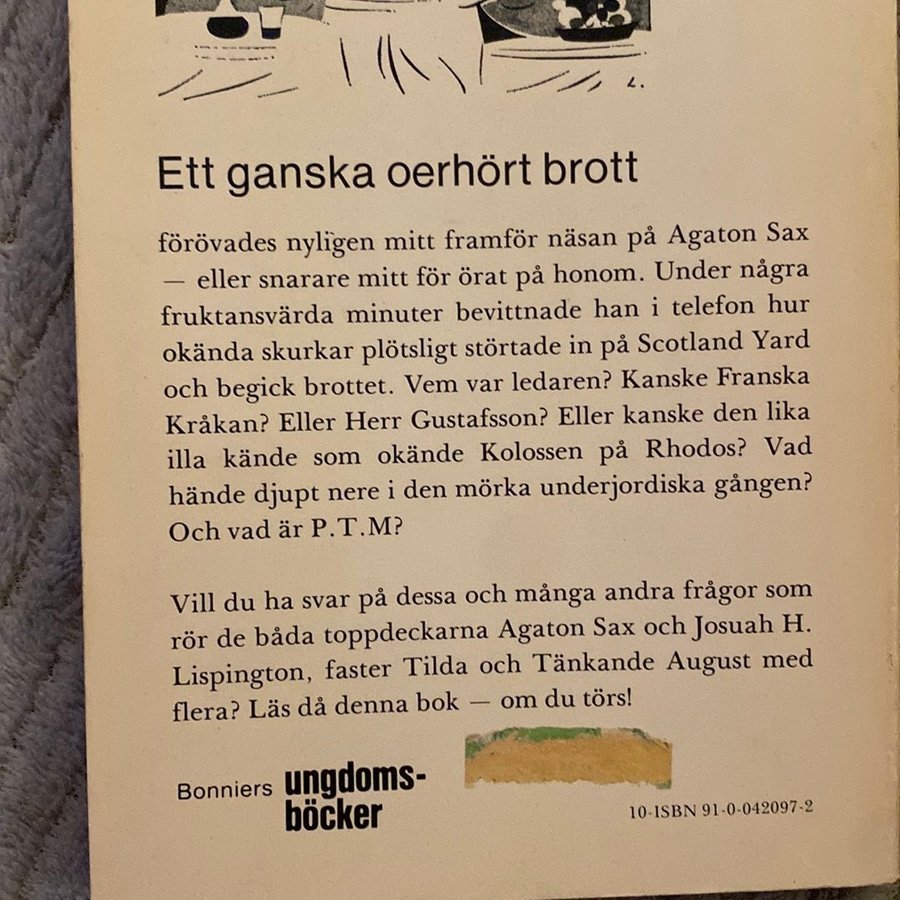 L.
Ett ganska oerhört brott
förövades nyligen mitt framför näsan på Agaton Sax
— eller snarare mitt för örat på honom. Under några
fruktansvärda minuter bevittnade han i telefon hur
okända skurkar plötsligt störtade in på Scotland Yard
och begick brottet. Vem var ledaren? Kanske Franska
Kråkan? Eller Herr Gustafsson? Eller kanske den lika
illa kände som okände Kolossen på Rhodos? Vad
hände djupt nere i den mörka underjordiska gången?
Och vad är P.T.M?
Vill du ha svar på dessa och många andra frågor som
rör de båda toppdeckarna Agaton Sax och Josuah H.
Lispington, faster Tilda och Tänkande August med
flera? Läs då denna bok — om du törs!
Bonniers ungdoms-
böcker
10-ISBN 91-0-042097-2